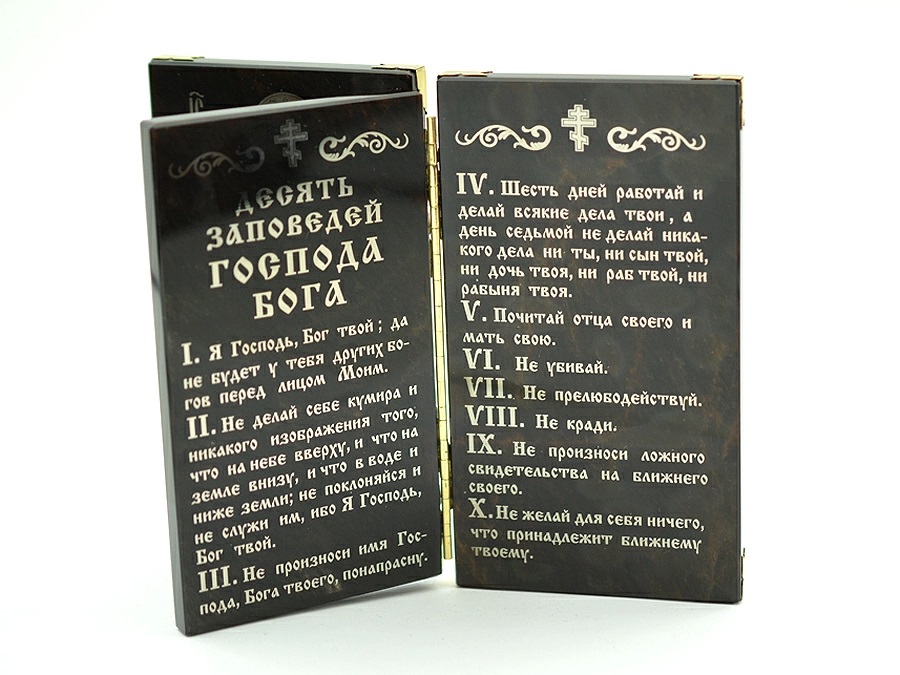 ІС
ДЕСЯТЬ
ЗАПОВЕДЕЙ
ГОСПОДА
БОГА
I. Я Господь, Бог твой; да
не будет у тебя других бо-
гов перед лицом Моим.
II. Не делай себе кумира и
никакого изображения того,
что на небе вверху, и что на
земле внизу, и что в воде и
ниже земли; не поклоняйся и
не служи им, ибо Я Господь,
Бог твой.
III. Не произноси имя Гос-
пода, Бога твоего, понапрасну.
IV. Шесть дней работай и
делай всякие дела твои, а
день седьмой не делай ника-
кого дела ни ты, ни сын твой,
ни дочь твоя, ни раб твой, ни
рабыня твоя.
V. Почитай отца своего и
мать свою.
VI. Не убивай.
VII. Не прелюбодействуй.
VIII. Не кради.
IX. Не произноси ложного
свидетельства на ближнего
своего.
X. Не желай для себя ничего,
что принадлежит ближнему
твоему.